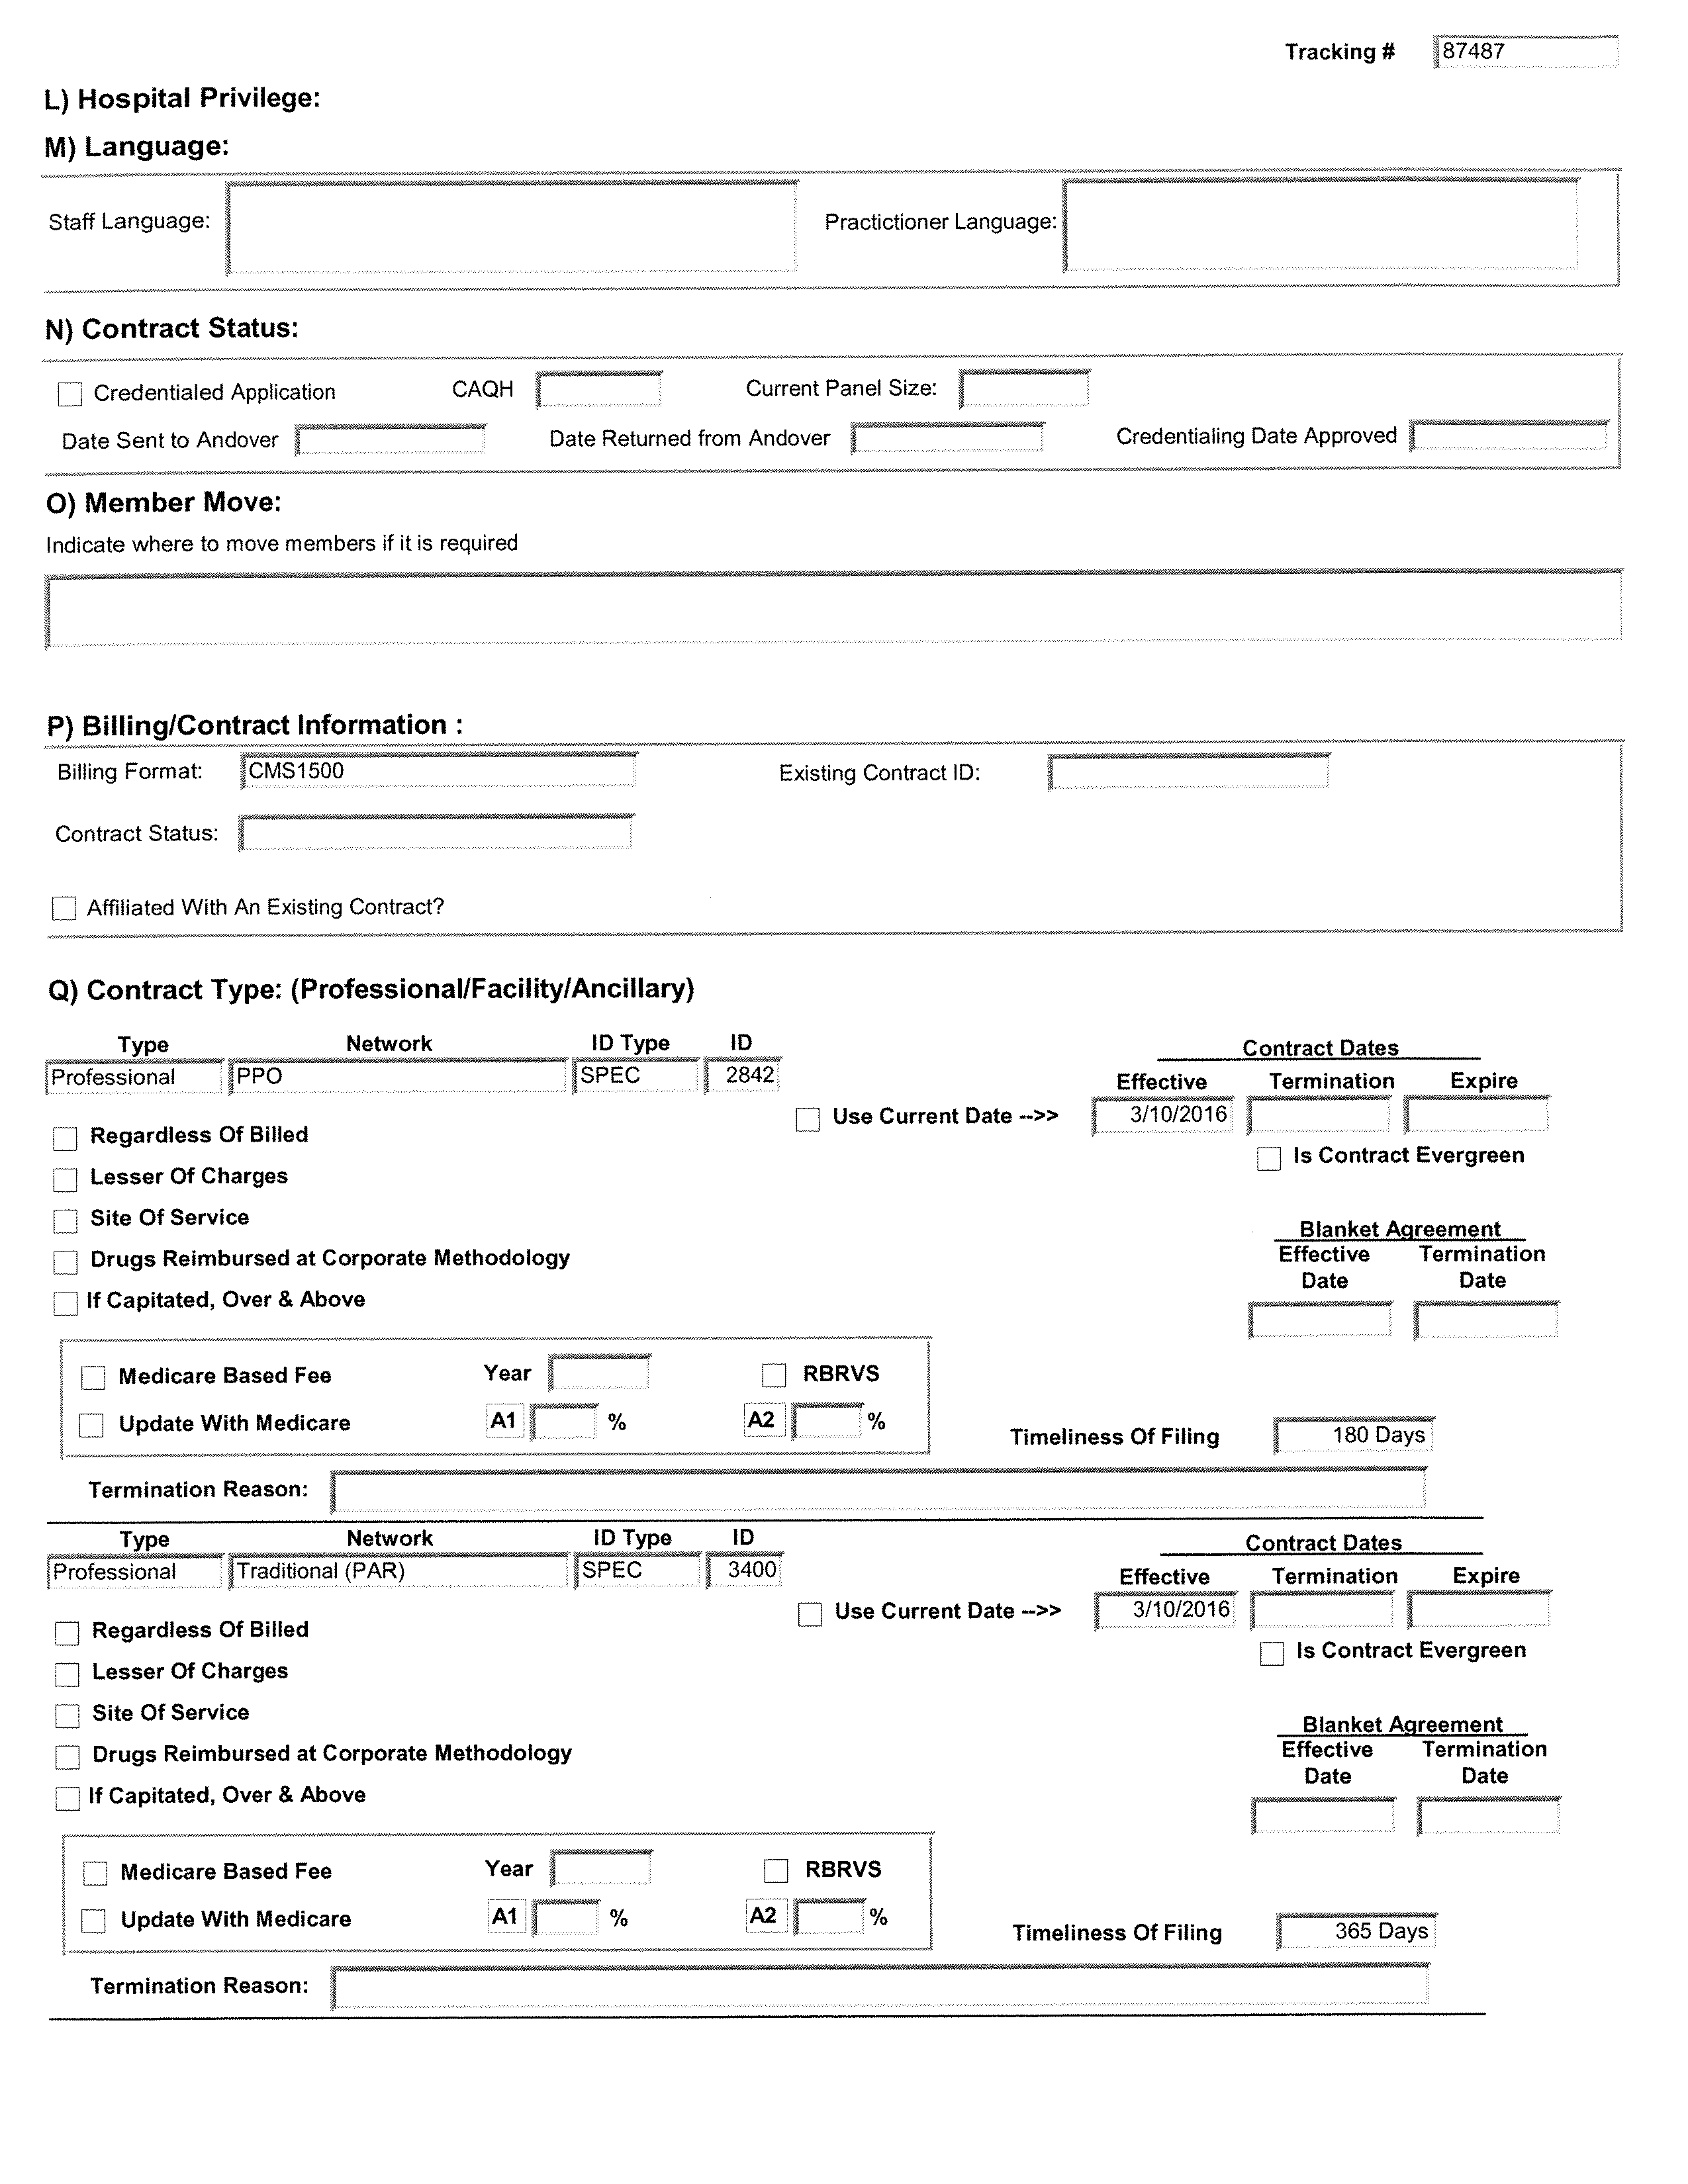 Tracking # 87487
L) Hospital Privilege:
M) Language:
Staff Language: Practictioner Language:
N) Contract Status:
Credentialed Application CAQH Current Panel Size:
Date Sent to Andover Date Returned from Andover Credentialing Date Approved
O) Member Move:
Indicate where to move members if it is required
P) Billing/Contract Information :
Billing Format: CMS1500 Existing Contract ID:
Contract Status:
Affiliated With An Existing Contract?
Q) Contract Type: (Professional/Facility/Ancillary)
Type Network ID Type ID
Contract Dates
Professional PPO SPEC 2842
Effective Termination Expire
Use Current Date -->> 3/10/2016
Regardless Of Billed
Is Contract Evergreen
Lesser Of Charges
Site Of Service
Blanket Agreement
Drugs Reimbursed at Corporate Methodology
Effective Date Termination Date
If Capitated, Over & Above
Medicare Based Fee Year RBRVS
Update With Medicare A1 % A2 %
Timeliness Of Filing 180 Days
Termination Reason:
Type Network ID Type ID
Contract Dates
Professional Traditional (PAR) SPEC 3400
Effective Termination Expire
Use Current Date -->> 3/10/2016
Regardless Of Billed
Is Contract Evergreen
Lesser Of Charges
Site Of Service
Blanket Agreement
Drugs Reimbursed at Corporate Methodology
Effective Date Termination Date
If Capitated, Over & Above
Medicare Based Fee Year RBRVS
Update With Medicare A1 % A2 %
Timeliness Of Filing 365 Days
Termination Reason: